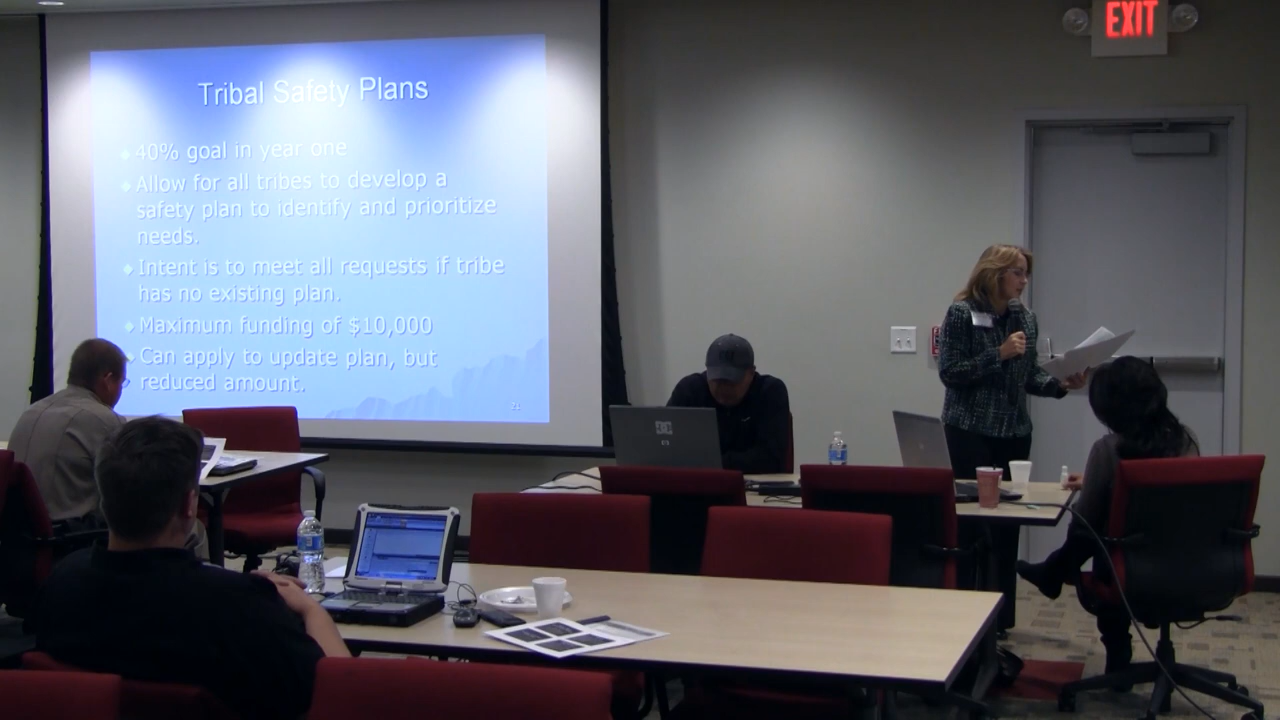 EXIT
Tribal Safety Plans
40% goal in year one
Allow for all tribes to develop a
safety plan to identify and prioritize
needs.
Intent is to meet all requests if tribe
has no existing plan.
Maximum funding of $10,000
Can apply to update plan, but
reduced amount.
21
hp